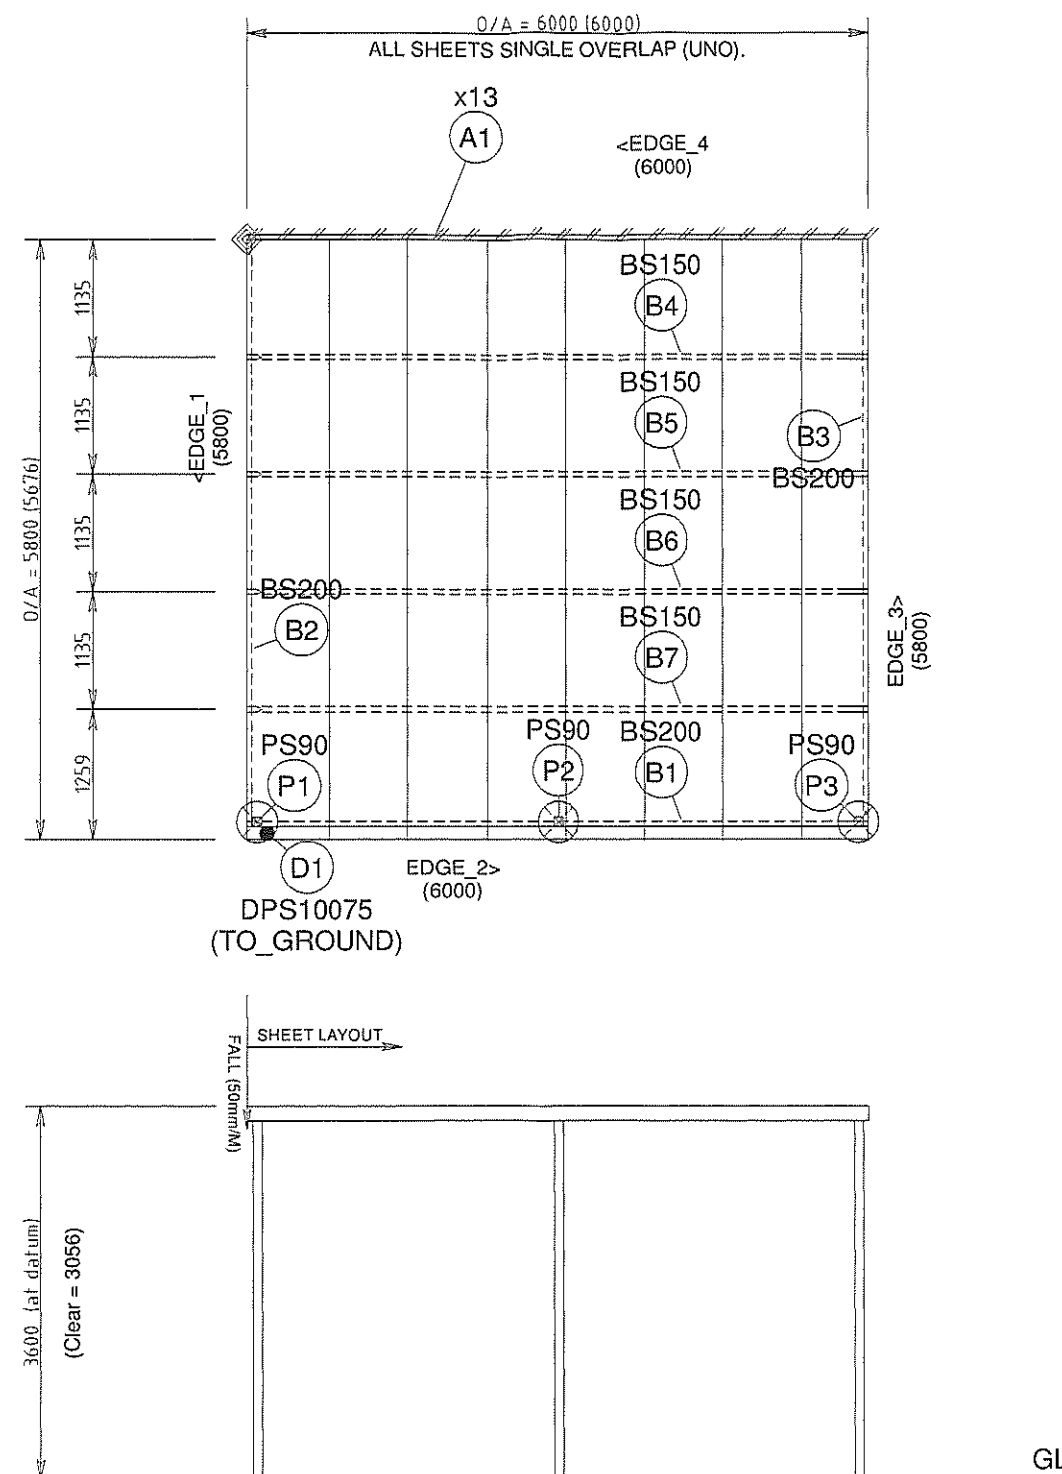 O/A = 6000 (6000)
ALL SHEETS SINGLE OVERLAP (UNO).
x13
A1
<EDGE_4
(6000)
BS150
B4
1135
BS150
B5
1135
<EDGE_1
(5800)
B3
BS200
O/A = 5800 (5676)
BS150
B6
1135
BS200
B2
BS150
B7
1135
EDGE_3>
(5800)
PS90
P1
PS90
P2
BS200
B1
PS90
P3
1259
D1
DPS10075
(TO_GROUND)
EDGE_2>
(6000)
SHEET LAYOUT
FALL (50mm/M)
3600 (at datum)
(Clear = 3056)
GL